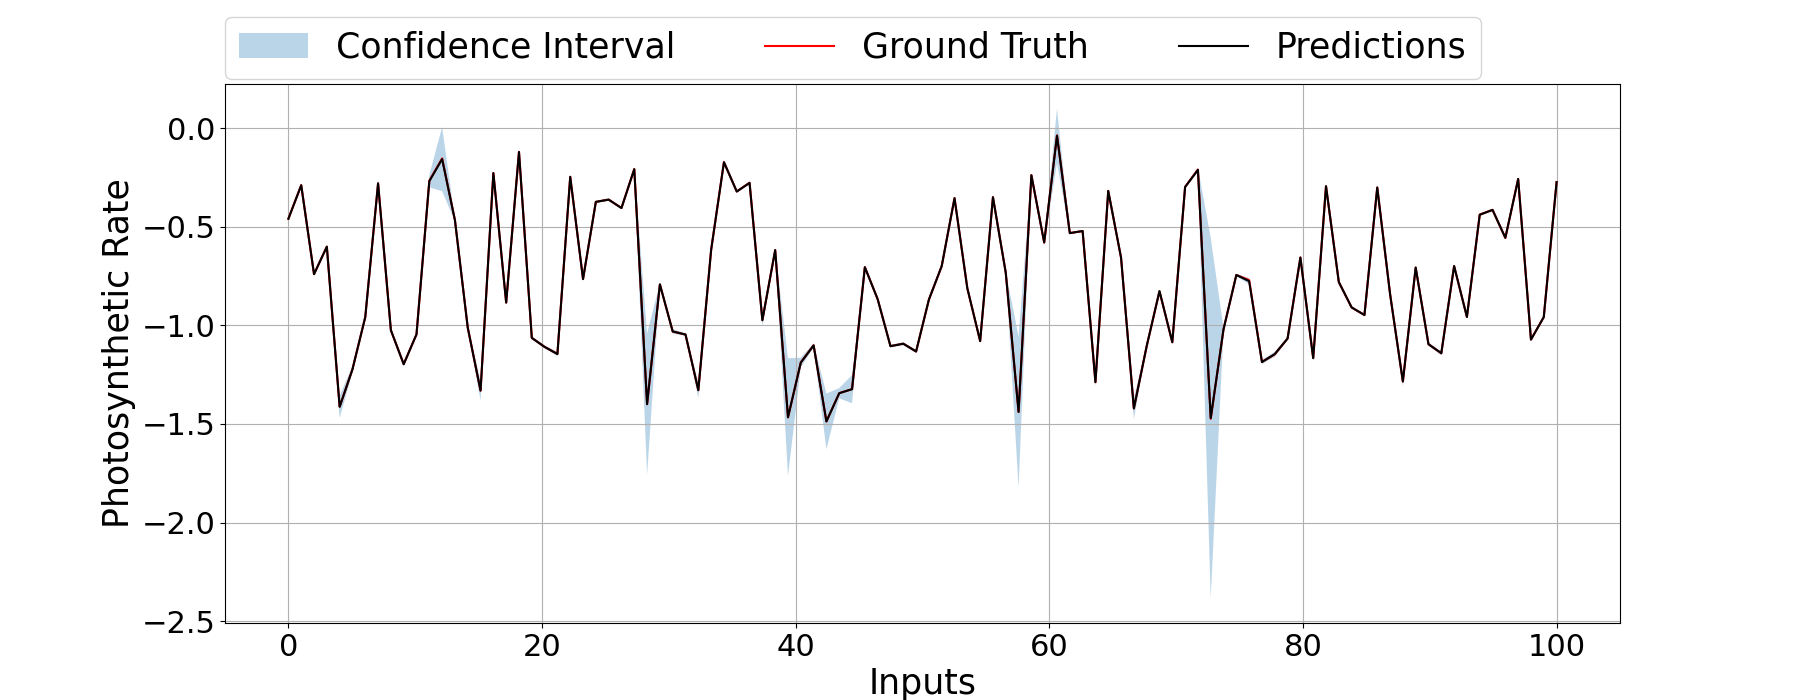 Confidence Interval Ground Truth Predictions
0.0
−0.5
−1.0
−1.5
−2.0
−2.5
Photosynthetic Rate
0 20 40 60 80 100
Inputs